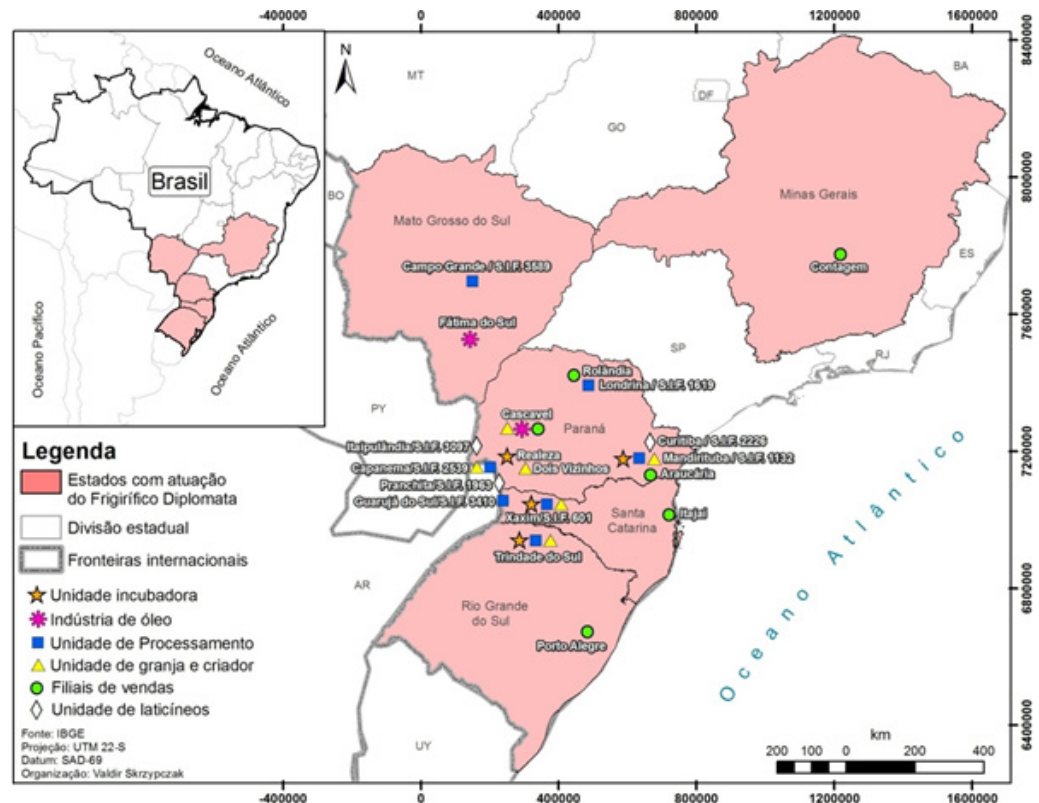 -400000
0
400000
800000
1200000
1600000
8400000
8000000
7600000
7200000
6800000
6400000
Oceano Atlântico
Brasil
Oceano Pacífico
Oceano Atlântico
N
MT
BA
DF
GO
BO
Minas Gerais
Mato Grosso do Sul
Campo Grande / S.I.F. 3589
Contagem
ES
Fátima do Sul
SP
RJ
Rolândia
Londrina / S.I.F. 1619
PY
Cascavel
Paraná
Itaipulândia/S.I.F. 3097
Curitiba / S.I.F. 2226
Realeza
Capanema/S.I.F. 2539
Dois Vizinhos
Mandirituba / S.I.F. 1132
Pranchita/S.I.F. 1963
Araucária
Guarujá do Sul/S.I.F. 3410
Xaxim/S.I.F. 601
Santa
Catarina
Itajaí
Trindade do Sul
AR
Rio Grande
do Sul
Porto Alegre
UY
Oceano Atlântico
Legenda
Estados com atuação
do Frigirífico Diplomata
Divisão estadual
Fronteiras internacionais
Unidade incubadora
Indústria de óleo
Unidade de Processamento
Unidade de granja e criador
Filiais de vendas
Unidade de laticíneos
Fonte: IBGE
Projeção: UTM 22-S
Datum: SAD-69
Organização: Valdir Skrzypczak
km
200 100 0 200 400
-400000
0
400000
800000
1200000
1600000